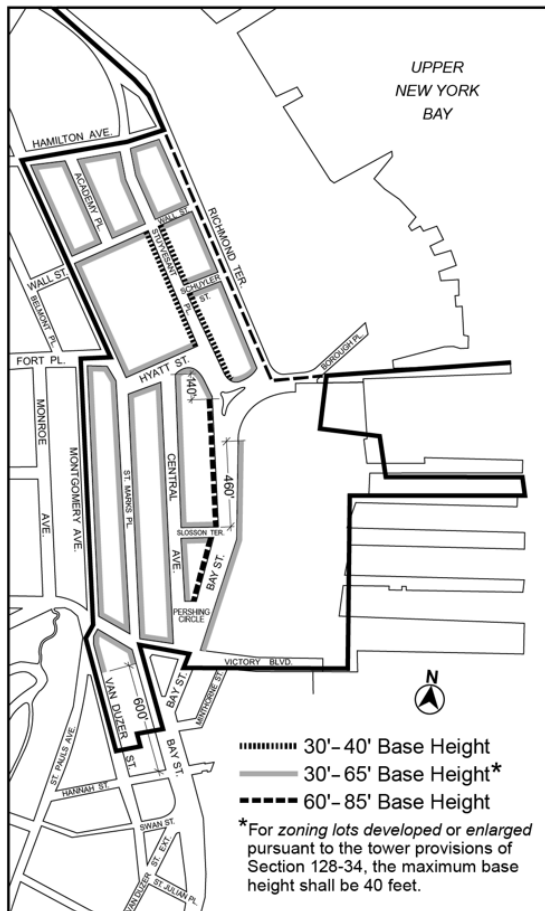 UPPER
NEW YORK
BAY
HAMILTON AVE.
ACADEMY PL.
WALL ST.
RICHMOND TER.
STUYVESANT PL.
SCHUYLER ST.
WALL ST.
BELMONT PL.
BOROUGH PL.
FORT PL.
HYATT ST.
140'
MONROE AVE.
MONTGOMERY AVE.
ST. MARKS PL.
CENTRAL AVE.
460'
SLOSSON TER.
BAY ST.
PERSHING
CIRCLE
VICTORY BLVD.
N
VAN DUZER ST.
600'
BAY ST.
MINTHORNE ST.
BAY ST.
ST. PAULS AVE.
HANNAH ST.
SWAN ST.
VAN DUZER ST. EXT.
ST. JULIAN PL.
30'–40' Base Height
30'–65' Base Height*
60'–85' Base Height
*For zoning lots developed or enlarged
pursuant to the tower provisions of
Section 128-34, the maximum base
height shall be 40 feet.